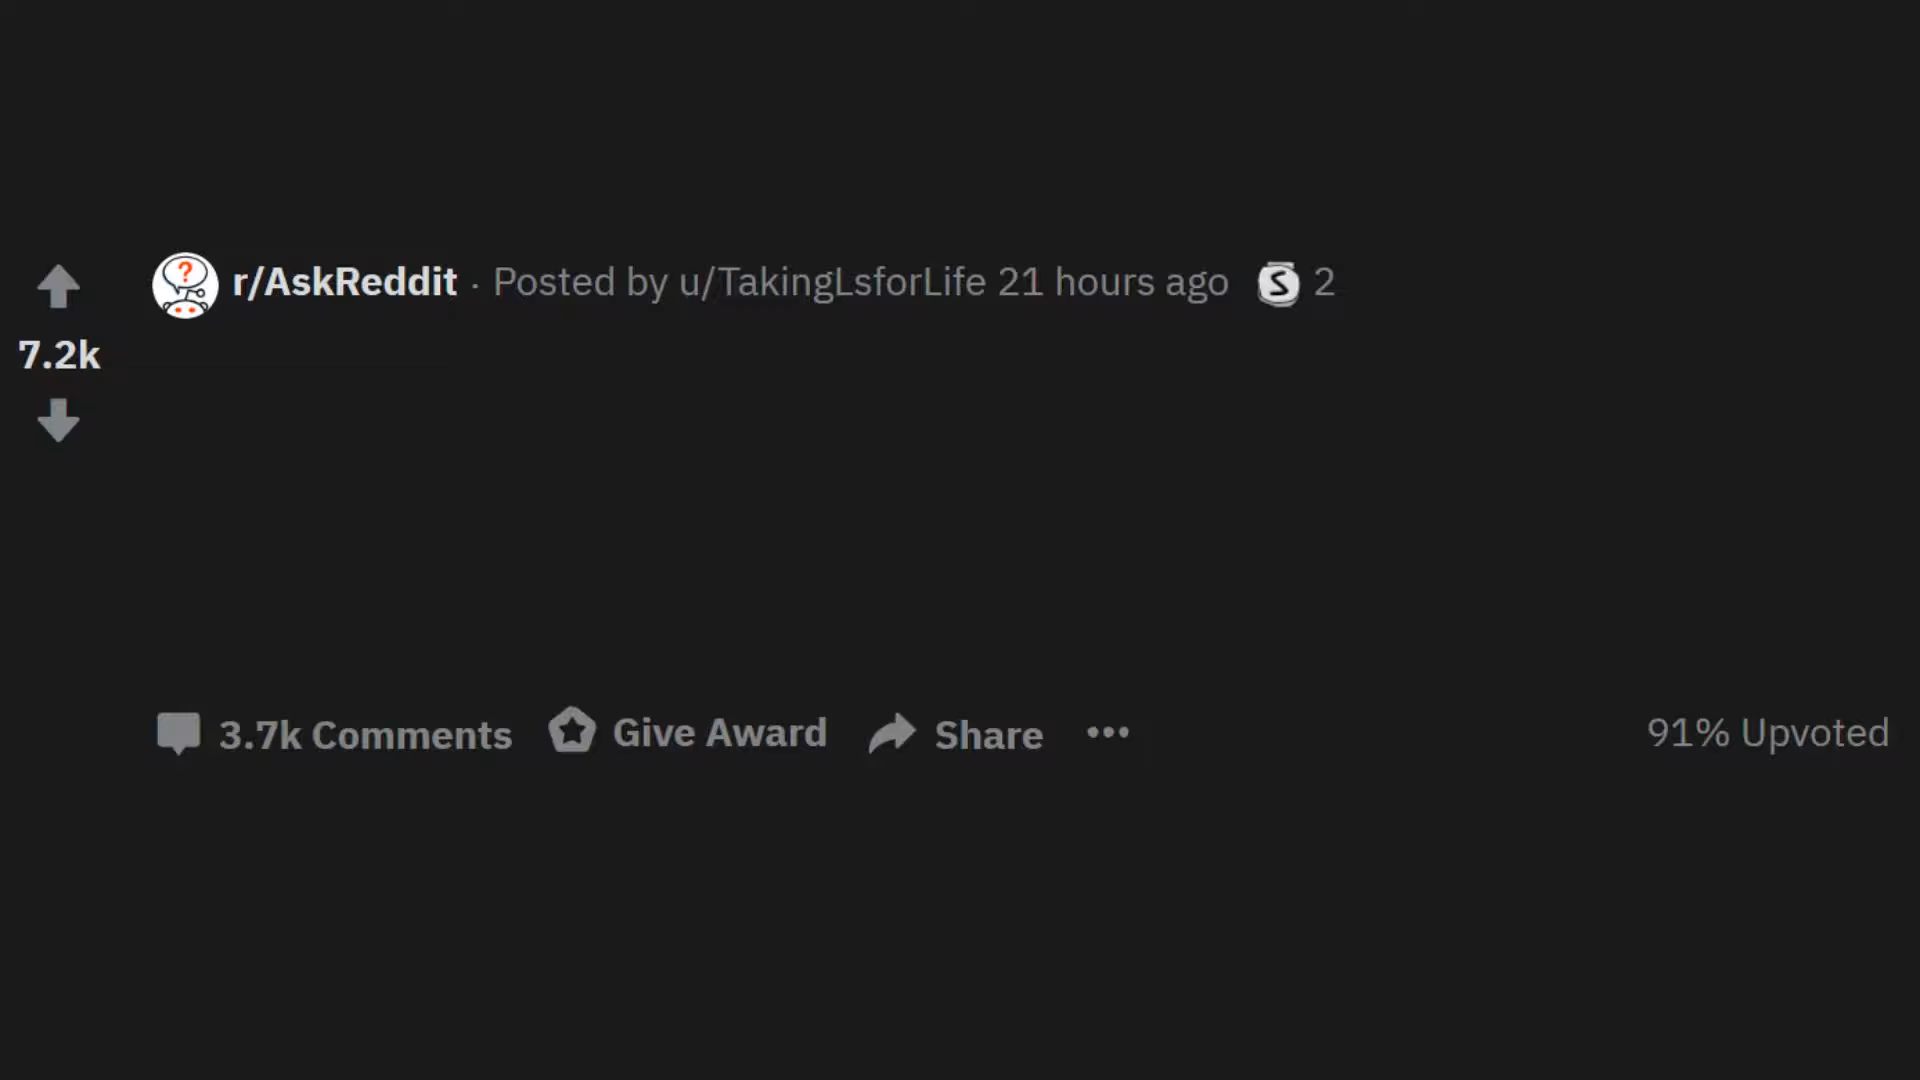 r/AskReddit · Posted by u/TakingLsforLife 21 hours ago S 2
7.2k
3.7k Comments Give Award Share ••• 91% Upvoted